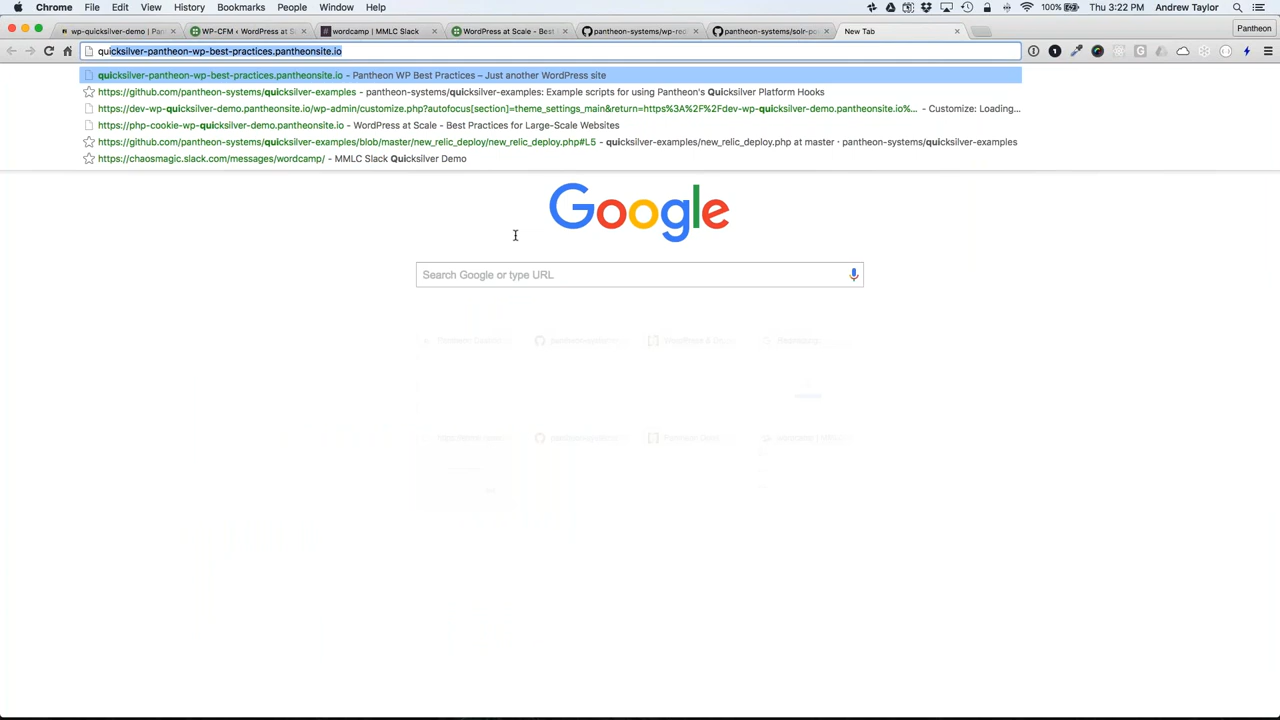 Chrome File Edit View History Bookmarks People Window Help 100% Thu 3:22 PM Andrew Taylor
wp-quicksilver-demo | Pan WP-CFM ‹ WordPress at Sc wordcamp | MMLC Slack WordPress at Scale - Best pantheon-systems/wp-red pantheon-systems/solr-po New Tab Pantheon
quicksilver-pantheon-wp-best-practices.pantheonsite.io
quicksilver-pantheon-wp-best-practices.pantheonsite.io – Pantheon WP Best Practices – Just another WordPress site
https://github.com/pantheon-systems/quicksilver-examples – pantheon-systems/quicksilver-examples: Example scripts for using Pantheon's Quicksilver Platform Hooks
https://dev-wp-quicksilver-demo.pantheonsite.io/wp-admin/customize.php?autofocus[section]=theme_settings_main&return=https%3A%2F%2Fdev-wp-quicksilver-demo.pantheonsite.io%... – Customize: Loading...
https://php-cookie-wp-quicksilver-demo.pantheonsite.io – WordPress at Scale - Best Practices for Large-Scale Websites
https://github.com/pantheon-systems/quicksilver-examples/blob/master/new_relic_deploy/new_relic_deploy.php#L5 – quicksilver-examples/new_relic_deploy.php at master · pantheon-systems/quicksilver-examples
https://chaosmagic.slack.com/messages/wordcamp/ – MMLC Slack Quicksilver Demo
Google
Search Google or type URL